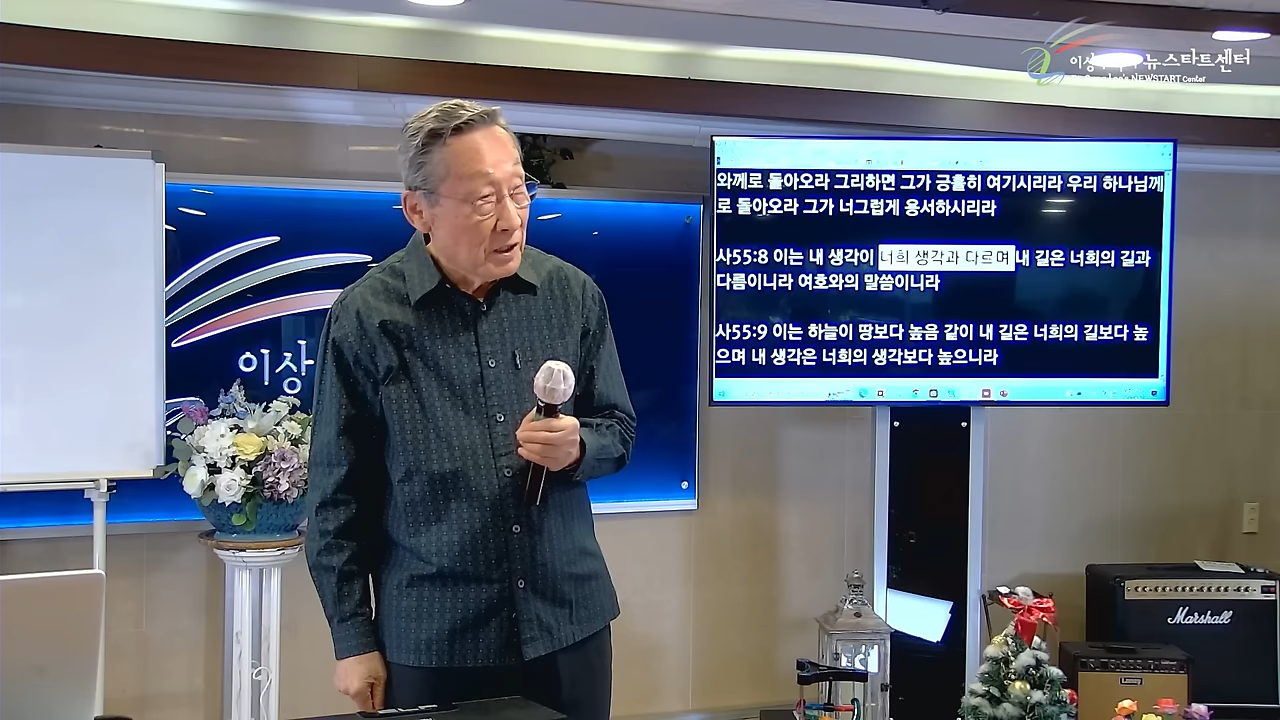 뉴스타트센터
NEWSTART Center
와께로 돌아오라 그리하면 그가 긍휼히 여기시리라 우리 하나님께
로 돌아오라 그가 너그럽게 용서하시리라
사55:8 이는 내 생각이 너희 생각과 다르며 내 길은 너희의 길과
다름이니라 여호와의 말씀이니라
사55:9 이는 하늘이 땅보다 높음 같이 내 길은 너희의 길보다 높
으며 내 생각은 너희의 생각보다 높으니라
이상
Marshall
Laney